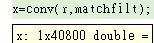 x=conv(r,matchfilt);
x: 1x40800 double =